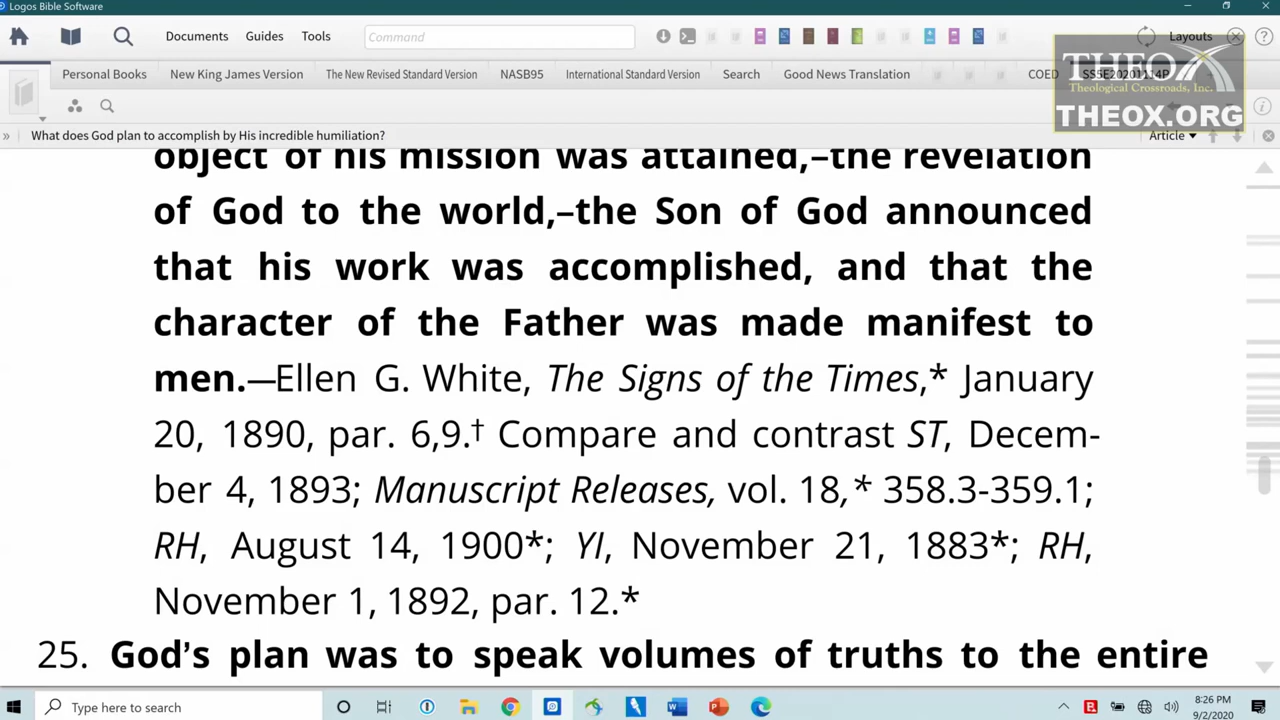 Logos Bible Software
Documents Guides Tools Command Layouts
THEOX
Theological Crossroads, Inc.
THEOX.ORG
Personal Books New King James Version The New Revised Standard Version NASB95 International Standard Version Search Good News Translation COED SS5E20201114P
What does God plan to accomplish by His incredible humiliation? Article
object of his mission was attained,–the revelation
of God to the world,–the Son of God announced
that his work was accomplished, and that the
character of the Father was made manifest to
men.—Ellen G. White, The Signs of the Times,* January
20, 1890, par. 6,9.† Compare and contrast ST, Decem-
ber 4, 1893; Manuscript Releases, vol. 18,* 358.3-359.1;
RH, August 14, 1900*; YI, November 21, 1883*; RH,
November 1, 1892, par. 12.*
25. God's plan was to speak volumes of truths to the entire
Type here to search
8:26 PM
9/2/2020